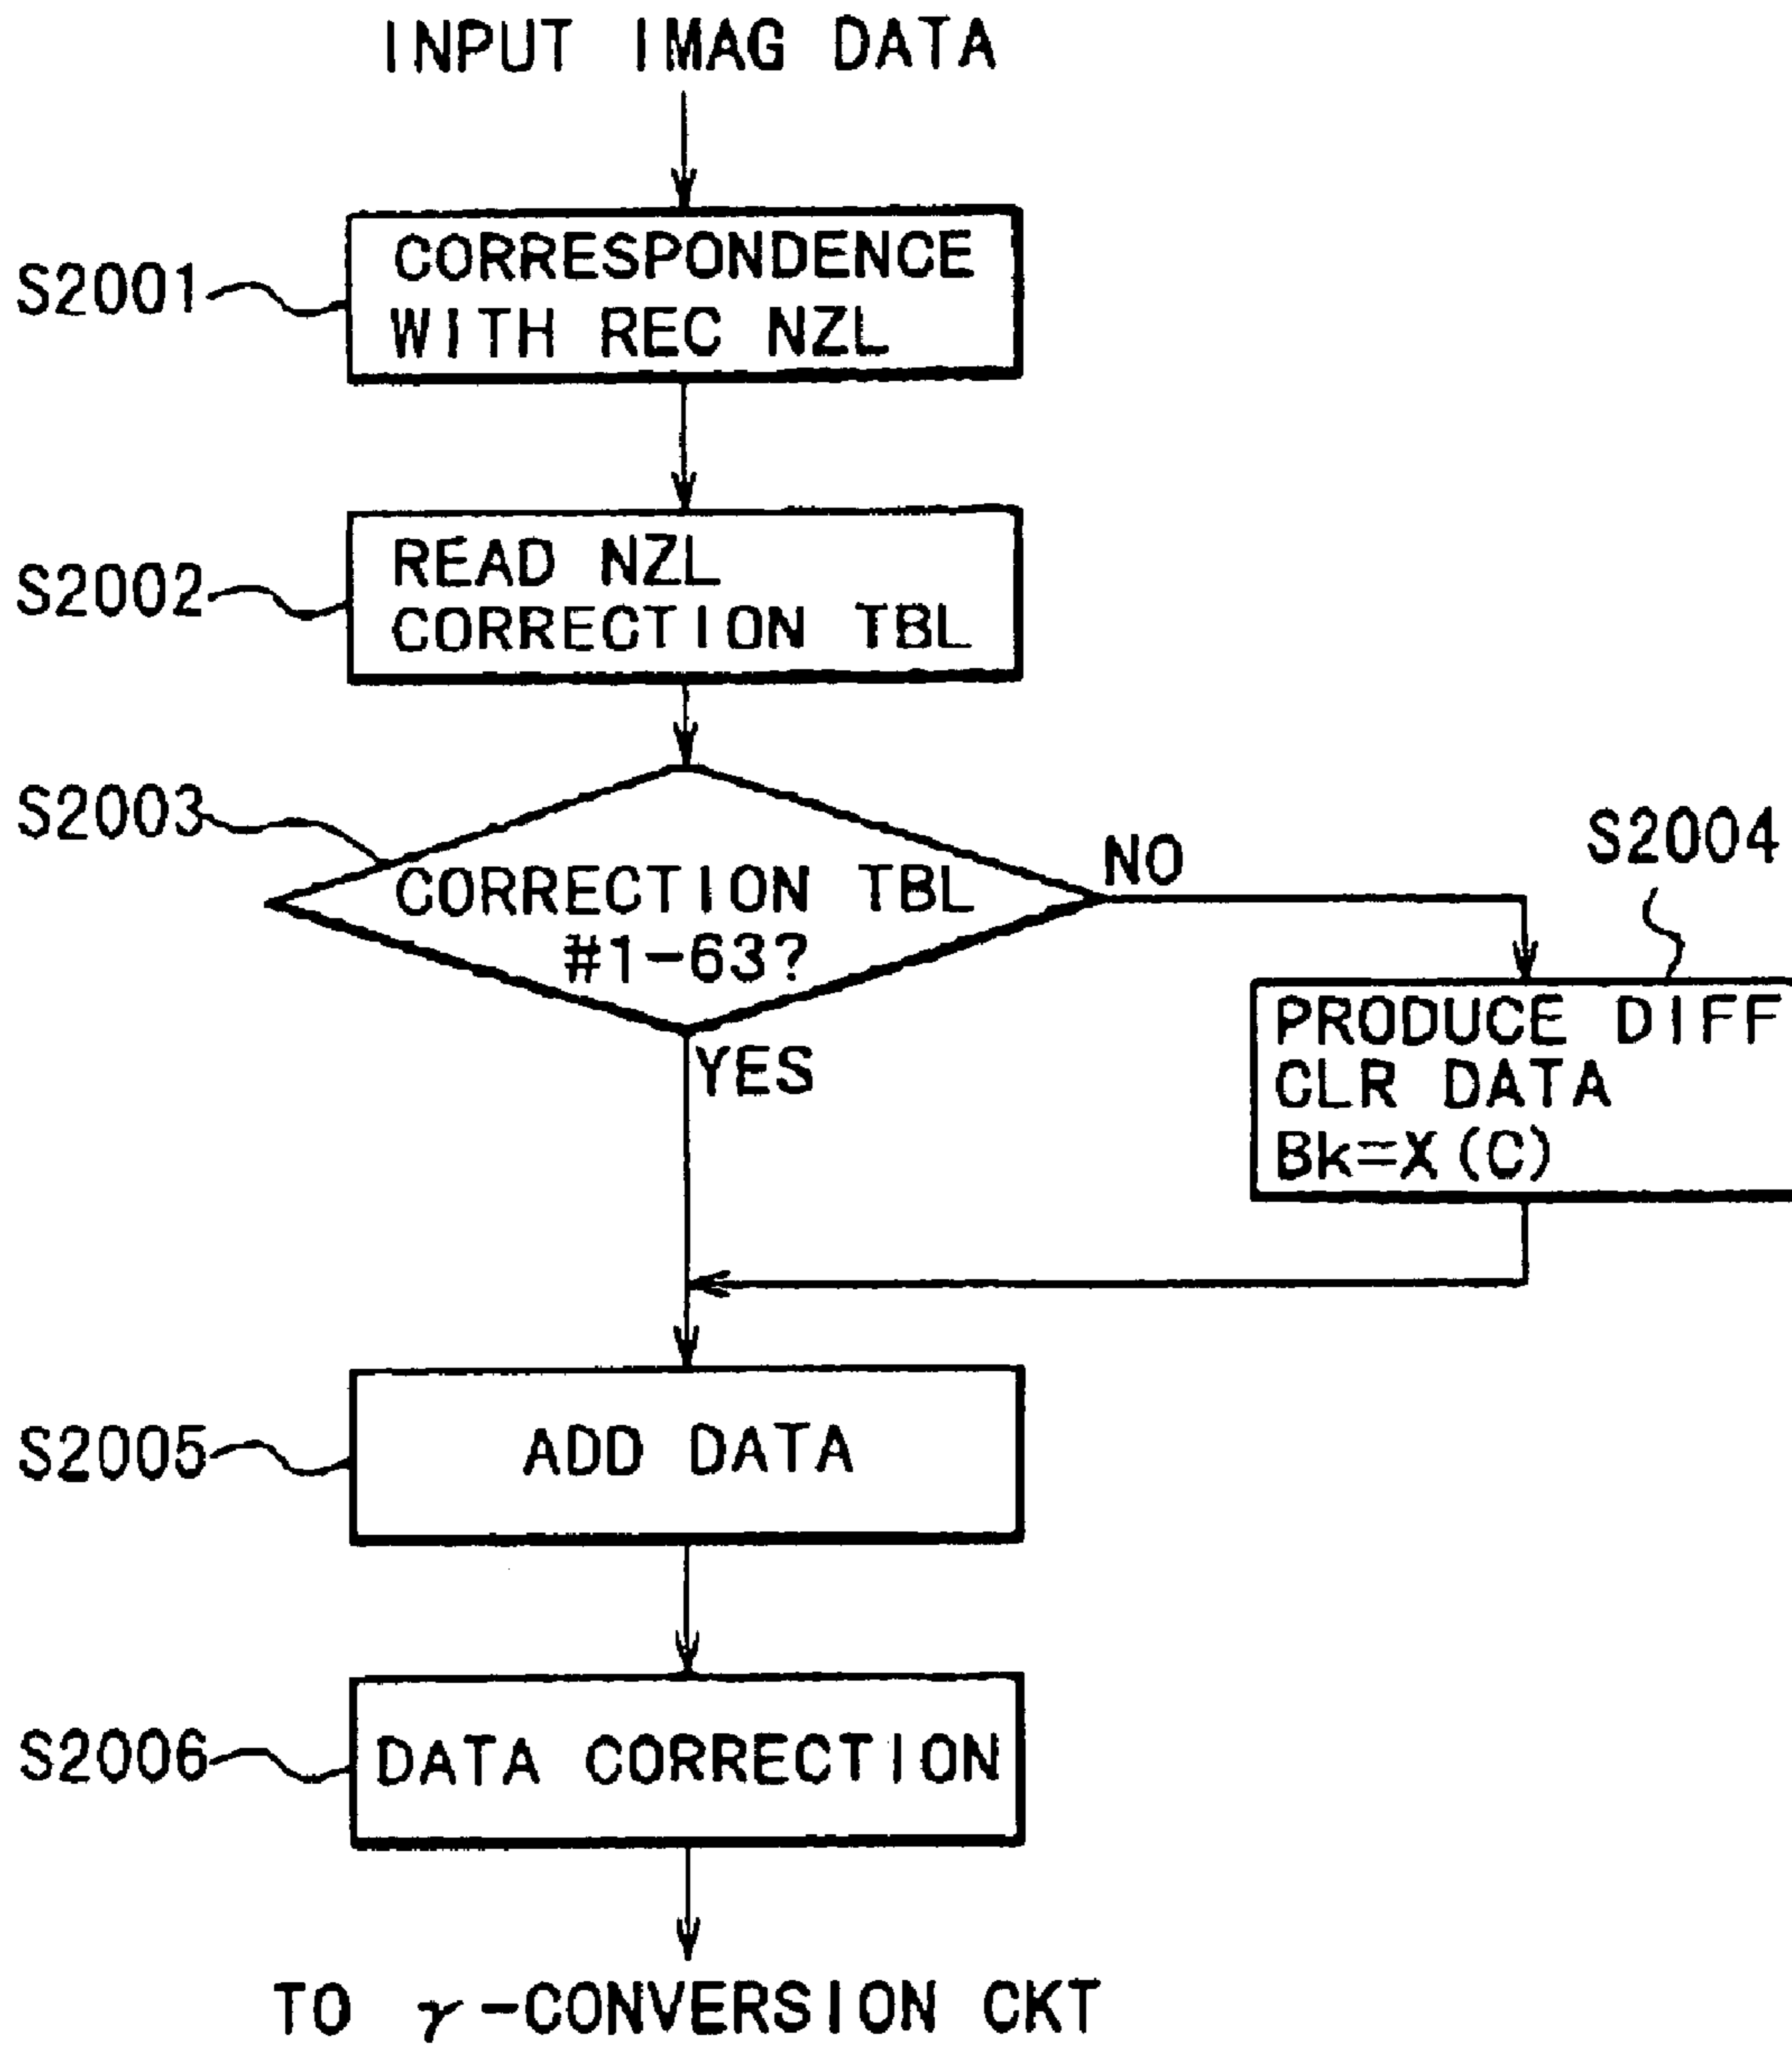 INPUT IMAG DATA
S2001
CORRESPONDENCE
WITH REC NZL
S2002
READ NZL
CORRECTION TBL
S2003
CORRECTION TBL
#1-63?
NO
YES
S2004
PRODUCE DIFF
CLR DATA
Bk=X(C)
S2005
ADD DATA
S2006
DATA CORRECTION
TO γ-CONVERSION CKT